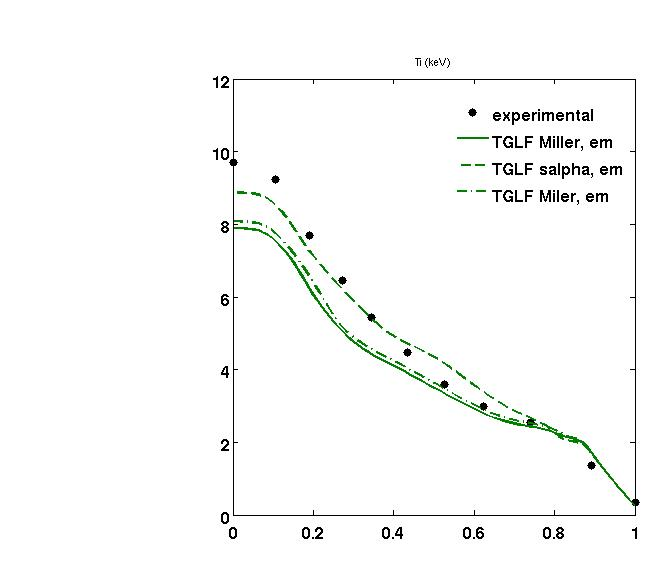 Ti (keV)
12
experimental
TGLF Miller, em
10
TGLF salpha, em
TGLF Miler, em
8
6
4
2
0
0 0.2 0.4 0.6 0.8 1